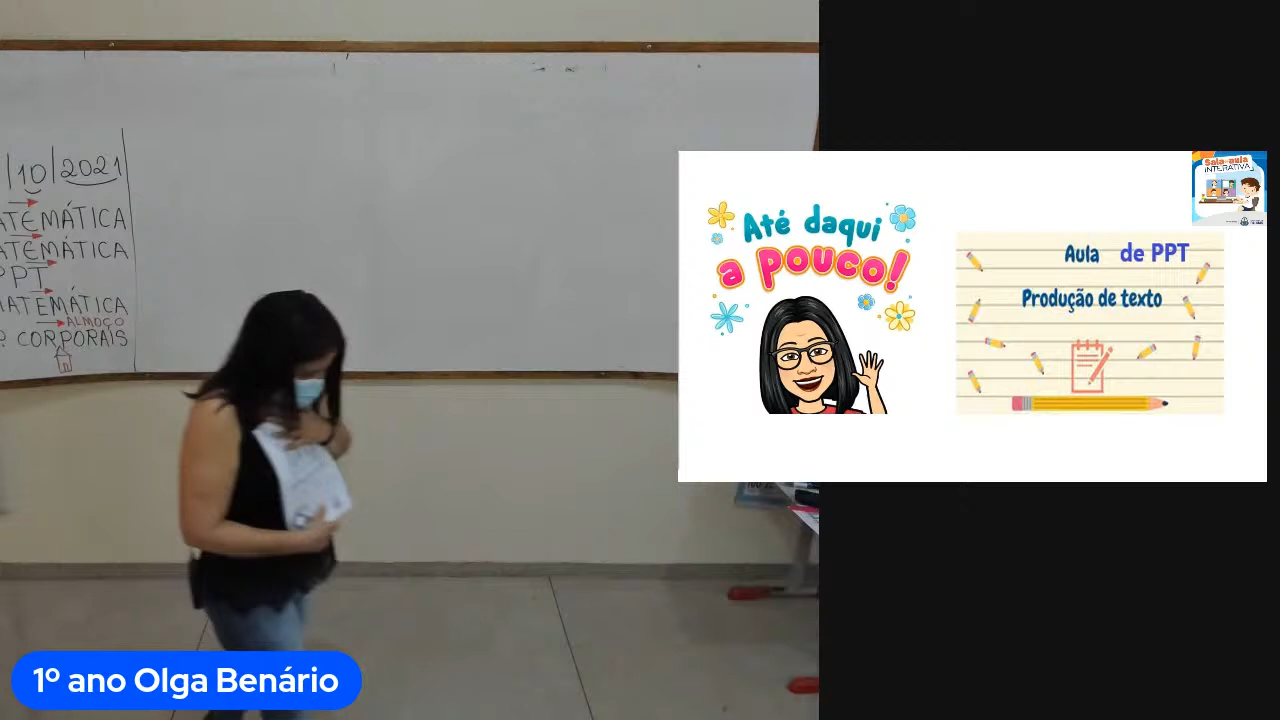 /10/2021
ATEMÁTICA
ATEMÁTICA
PPT
MATEMÁTICA
ALMOÇO
CORPORAIS
Até daqui
a pouco!
Sala de aula
INTERATIVA
Aula de PPT
Produção de texto
1º ano Olga Benário